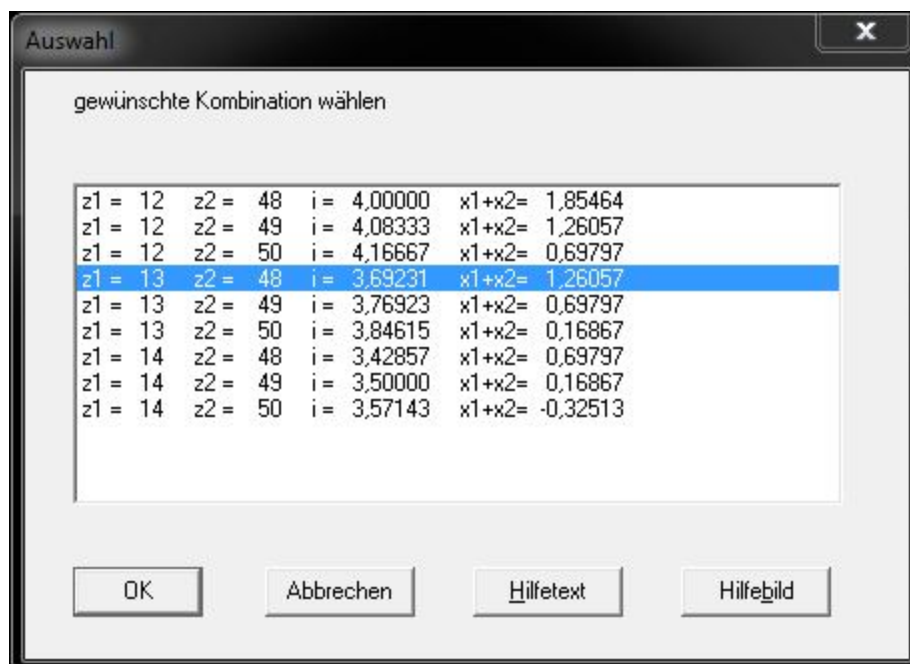 Auswahl
gewünschte Kombination wählen
z1 = 12 z2 = 48 i = 4,00000 x1+x2= 1,85464
z1 = 12 z2 = 49 i = 4,08333 x1+x2= 1,26057
z1 = 12 z2 = 50 i = 4,16667 x1+x2= 0,69797
z1 = 13 z2 = 48 i = 3,69231 x1+x2= 1,26057
z1 = 13 z2 = 49 i = 3,76923 x1+x2= 0,69797
z1 = 13 z2 = 50 i = 3,84615 x1+x2= 0,16867
z1 = 14 z2 = 48 i = 3,42857 x1+x2= 0,69797
z1 = 14 z2 = 49 i = 3,50000 x1+x2= 0,16867
z1 = 14 z2 = 50 i = 3,57143 x1+x2= -0,32513
OK Abbrechen Hilfetext Hilfebild